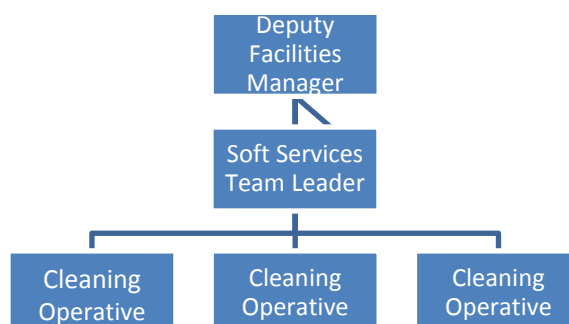 Deputy
Facilities
Manager
Soft Services
Team Leader
Cleaning
Operative
Cleaning
Operative
Cleaning
Operative